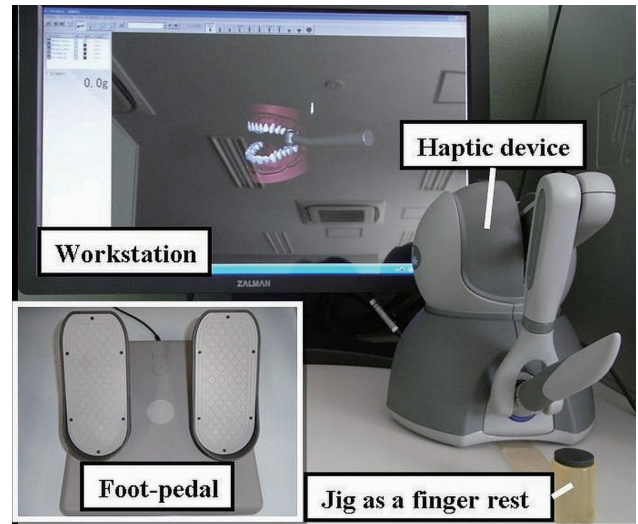 0.0g
Haptic device
Workstation
ZALMAN
Foot-pedal
Jig as a finger rest